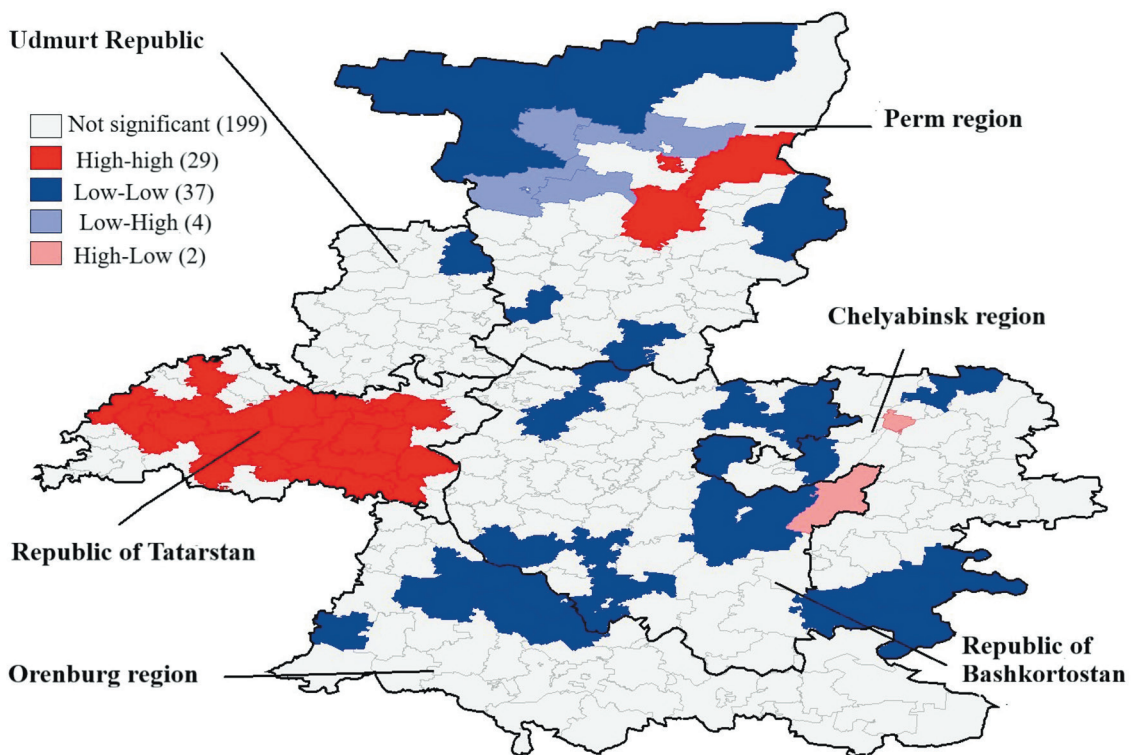 Udmurt Republic
Not significant (199)
High-high (29)
Low-Low (37)
Low-High (4)
High-Low (2)
Perm region
Chelyabinsk region
Republic of Tatarstan
Orenburg region
Republic of
Bashkortostan